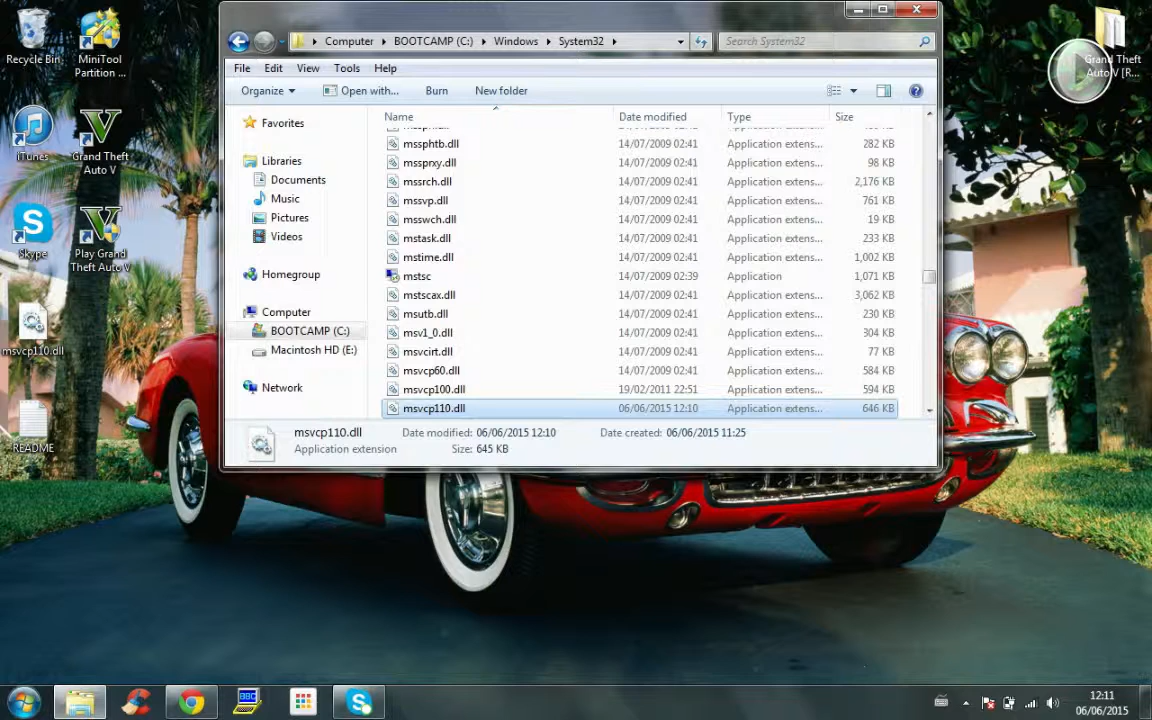 Recycle Bin
MiniTool
Partition ...
iTunes
Grand Theft
Auto V
Skype
Play Grand
Theft Auto V
msvcp110.dll
README
Grand Theft
Auto V [R...
Computer
BOOTCAMP (C:)
Windows
System32
Search System32
File Edit View Tools Help
Organize Open with... Burn New folder
Favorites
Libraries
Documents
Music
Pictures
Videos
Homegroup
Computer
BOOTCAMP (C:)
Macintosh HD (E:)
Network
Name Date modified Type Size
mssphtb.dll 14/07/2009 02:41 Application extens... 282 KB
mssprxy.dll 14/07/2009 02:41 Application extens... 98 KB
mssrch.dll 14/07/2009 02:41 Application extens... 2,176 KB
mssvp.dll 14/07/2009 02:41 Application extens... 761 KB
msswch.dll 14/07/2009 02:41 Application extens... 19 KB
mstask.dll 14/07/2009 02:41 Application extens... 233 KB
mstime.dll 14/07/2009 02:41 Application extens... 1,002 KB
mstsc 14/07/2009 02:39 Application 1,071 KB
mstscax.dll 14/07/2009 02:41 Application extens... 3,062 KB
msutb.dll 14/07/2009 02:41 Application extens... 230 KB
msv1_0.dll 14/07/2009 02:41 Application extens... 304 KB
msvcirt.dll 14/07/2009 02:41 Application extens... 77 KB
msvcp60.dll 14/07/2009 02:41 Application extens... 584 KB
msvcp100.dll 19/02/2011 22:51 Application extens... 594 KB
msvcp110.dll 06/06/2015 12:10 Application extens... 646 KB
msvcp110.dll Date modified: 06/06/2015 12:10 Date created: 06/06/2015 11:25
Application extension Size: 645 KB
BBC
12:11
06/06/2015